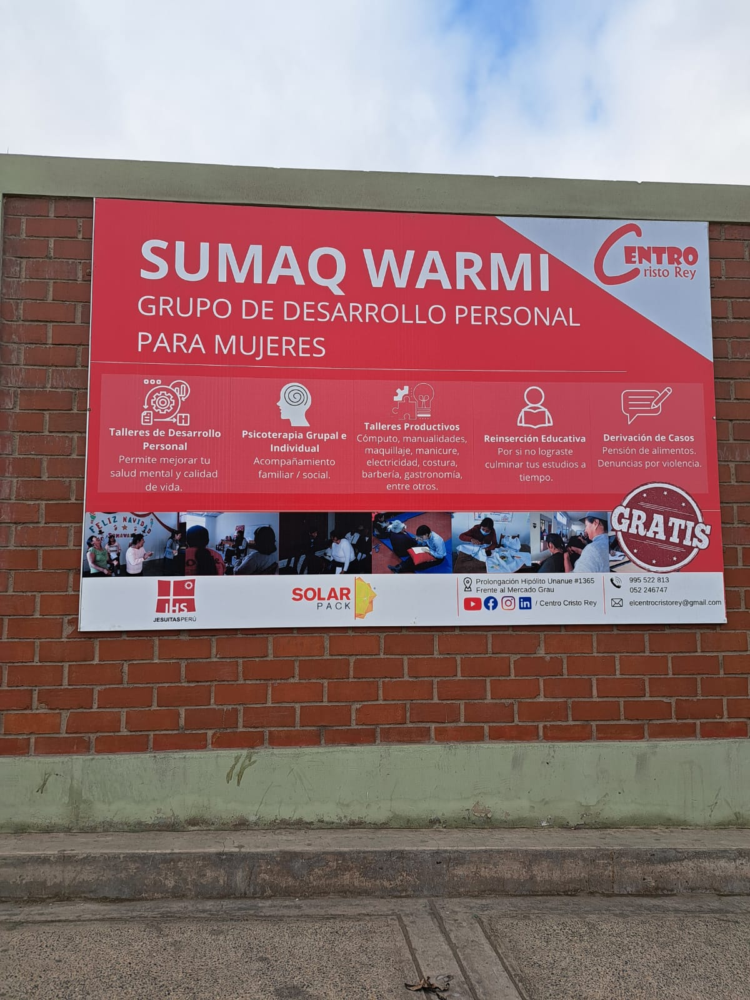 CENTRO
Cristo Rey
SUMAQ WARMI
GRUPO DE DESARROLLO PERSONAL
PARA MUJERES
Talleres de Desarrollo
Personal
Permite mejorar tu
salud mental y calidad
de vida.
Psicoterapia Grupal e
Individual
Acompañamiento
familiar / social.
Talleres Productivos
Cómputo, manualidades,
maquillaje, manicure,
electricidad, costura,
barbería, gastronomía,
entre otros.
Reinserción Educativa
Por si no lograste
culminar tus estudios a
tiempo.
Derivación de Casos
Pensión de alimentos.
Denuncias por violencia.
GRATIS
FELIZ NAVIDAD
IHS
JESUITAS PERÚ
SOLAR
PACK
Prolongación Hipólito Unanue #1365
Frente al Mercado Grau
/ Centro Cristo Rey
995 522 813
052 246747
elcentrocristorey@gmail.com